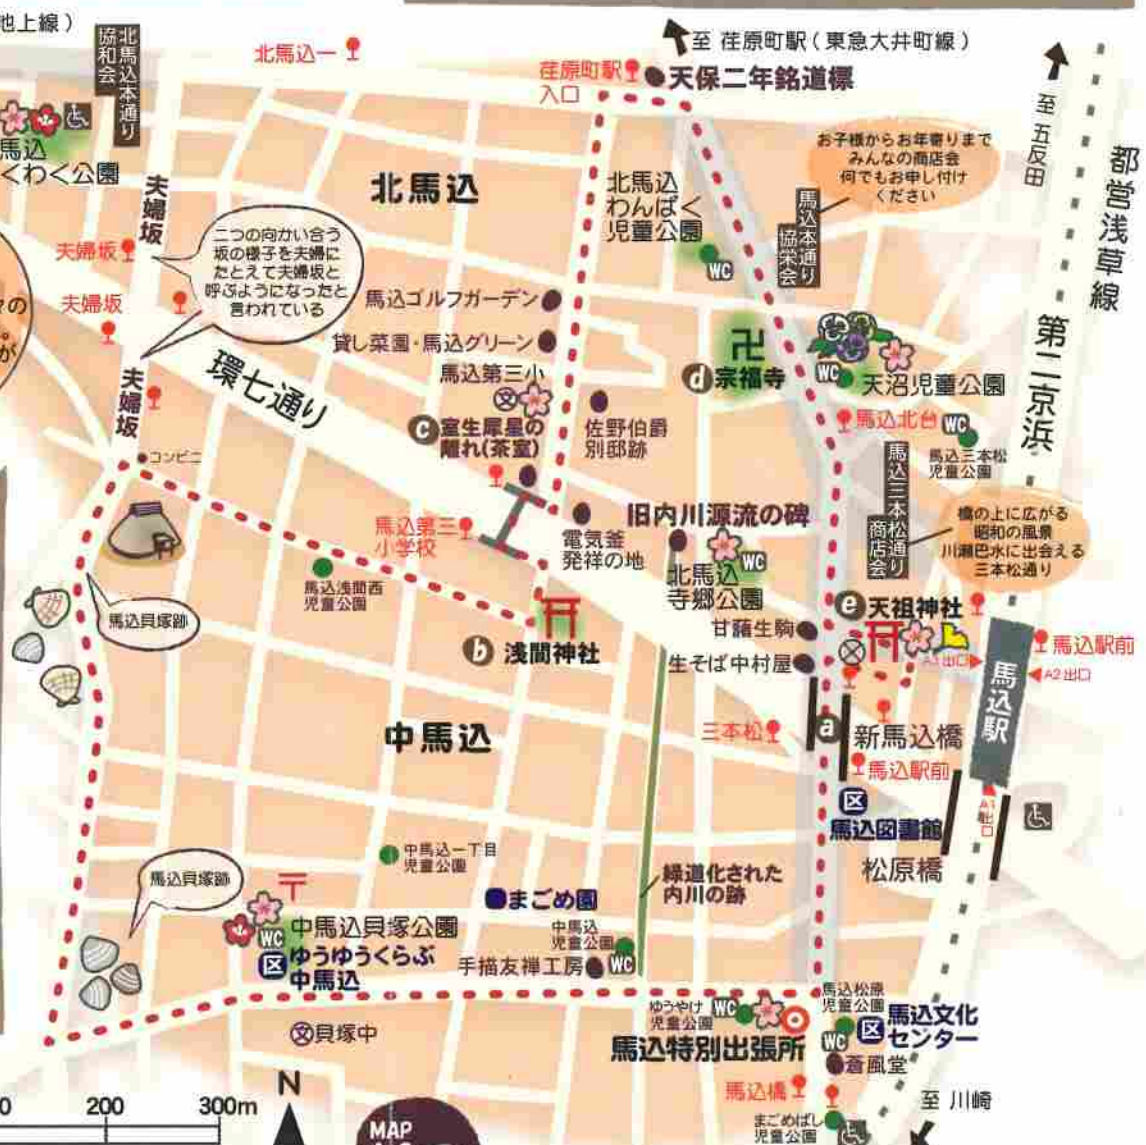 池上線）
至 荏原町駅（東急大井町線）
北馬込本通り
協和会
北馬込一
荏原町駅
入口
天保二年銘道標
至 五反田
都営浅草線
馬込
くわく公園
お子様からお年寄りまで
みんなの商店会
何でもお申し付け
ください
夫婦坂
北馬込
北馬込
わんぱく
児童公園
WC
馬込本通り
協栄会
夫婦坂
二つの向かい合う
坂の様子を夫婦に
たとえて夫婦坂と
呼ぶようになったと
言われている
夫婦坂
馬込ゴルフガーデン
貸し菜園・馬込グリーン
第二京浜
環七通り
馬込第三小
文
d 宗福寺
WC
天沼児童公園
夫婦坂
c 室生犀星の
離れ(茶室)
佐野伯爵
別邸跡
馬込北台
WC
馬込三本松
児童公園
コンビニ
馬込三本松通り
商店会
橋の上に広がる
昭和の風景
川瀬巴水に出会える
三本松通り
旧内川源流の碑
馬込第三
小学校
電気釜
発祥の地
WC
北馬込
寺郷公園
馬込浅間西
児童公園
馬込貝塚跡
e 天祖神社
甘藷生駒
b 浅間神社
生そば中村屋
A3出口
馬込駅前
A2出口
馬込駅
中馬込
三本松
a
新馬込橋
馬込駅前
区
馬込図書館
A1
出口
松原橋
中馬込一丁目
児童公園
馬込貝塚跡
まごめ園
緑道化された
内川の跡
中馬込貝塚公園
WC
区
ゆうゆうくらぶ
中馬込
中馬込
児童公園
手描友禅工房
WC
馬込松原
児童公園
ゆうやけ
児童公園
WC
区
馬込文化
センター
文貝塚中
馬込特別出張所
WC
蒼風堂
馬込橋
至 川崎
まごめばし
児童公園
N
0
200
300m
MAP